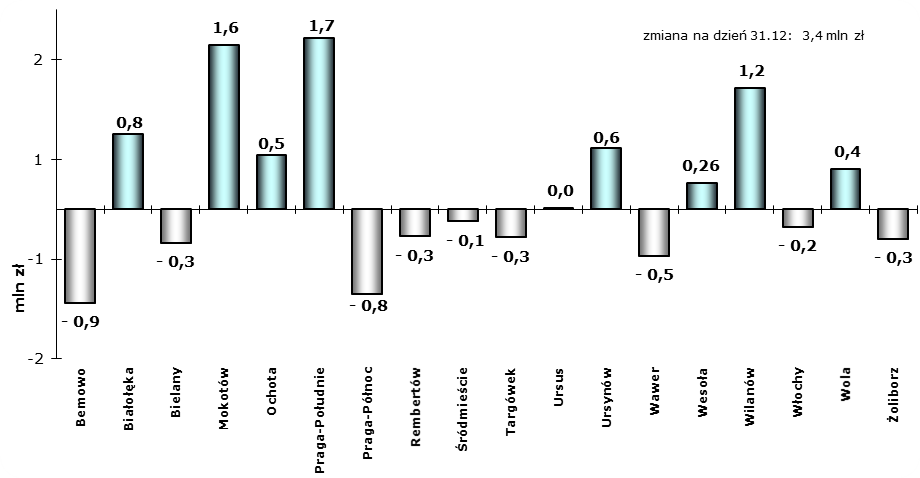 1,7
1,6
zmiana na dzień 31.12: 3,4 mln zł
2
1,2
0,8
0,5
0,6
1
0,26
0,4
0,0
- 0,3
- 0,3
- 0,1
- 0,3
- 0,2
- 0,3
-1
- 0,5
mln zł
- 0,9
- 0,8
-2
Bemowo
Białołęka
Bielany
Mokotów
Ochota
Praga-Południe
Praga-Północ
Rembertów
Śródmieście
Targówek
Ursus
Ursynów
Wawer
Wesoła
Wilanów
Włochy
Wola
Żoliborz